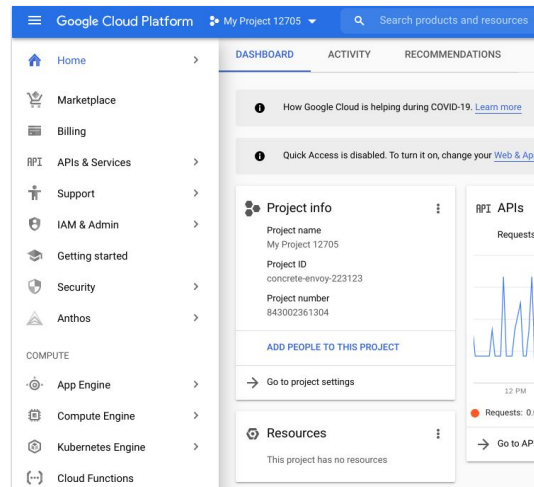 Google Cloud Platform
My Project 12705
Search products and resources
Home
Marketplace
Billing
API APIs & Services
Support
IAM & Admin
Getting started
Security
Anthos
COMPUTE
App Engine
Compute Engine
Kubernetes Engine
Cloud Functions
DASHBOARD
ACTIVITY
RECOMMENDATIONS
How Google Cloud is helping during COVID-19. Learn more
Quick Access is disabled. To turn it on, change your Web & Ap
Project info
Project name
My Project 12705
Project ID
concrete-envoy-223123
Project number
843002361304
ADD PEOPLE TO THIS PROJECT
Go to project settings
Resources
This project has no resources
API APIs
Requests
12 PM
Requests: 0.
Go to AP